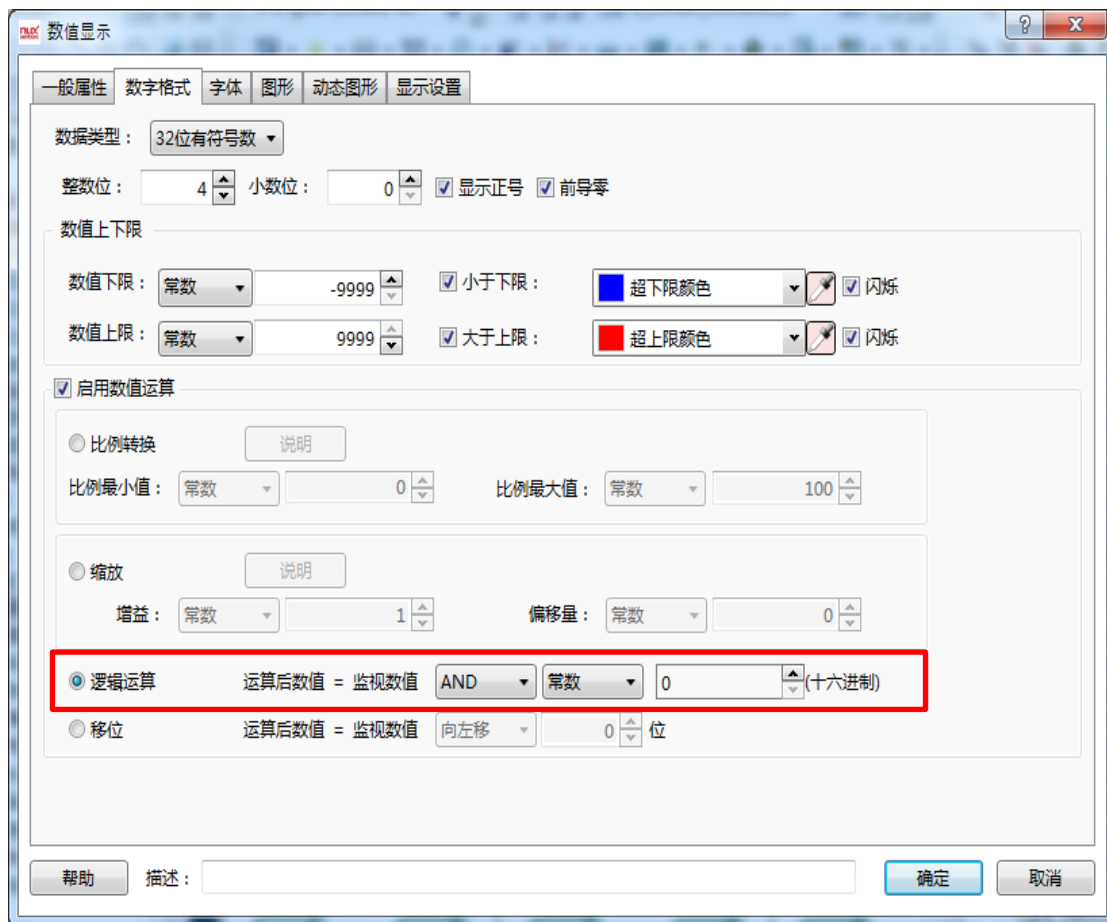 nux 数值显示
一般属性 数字格式 字体 图形 动态图形 显示设置
数据类型： 32位有符号数
整数位： 4 小数位： 0 显示正号 前导零
数值上下限
数值下限： 常数 -9999 小于下限： 超下限颜色 闪烁
数值上限： 常数 9999 大于上限： 超上限颜色 闪烁
启用数值运算
比例转换 说明
比例最小值： 常数 0 比例最大值： 常数 100
缩放 说明
增益： 常数 1 偏移量： 常数 0
逻辑运算 运算后数值 = 监视数值 AND 常数 0 (十六进制)
移位 运算后数值 = 监视数值 向左移 0 位
帮助 描述： 确定 取消